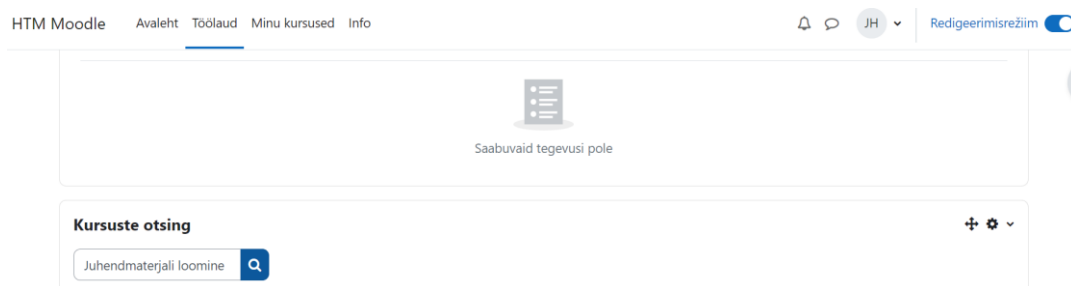 HTM Moodle Avaleht Töölaud Minu kursused Info JH Redigeerimisrežiim
Saabuvaid tegevusi pole
Kursuste otsing
Juhendmaterjali loomine